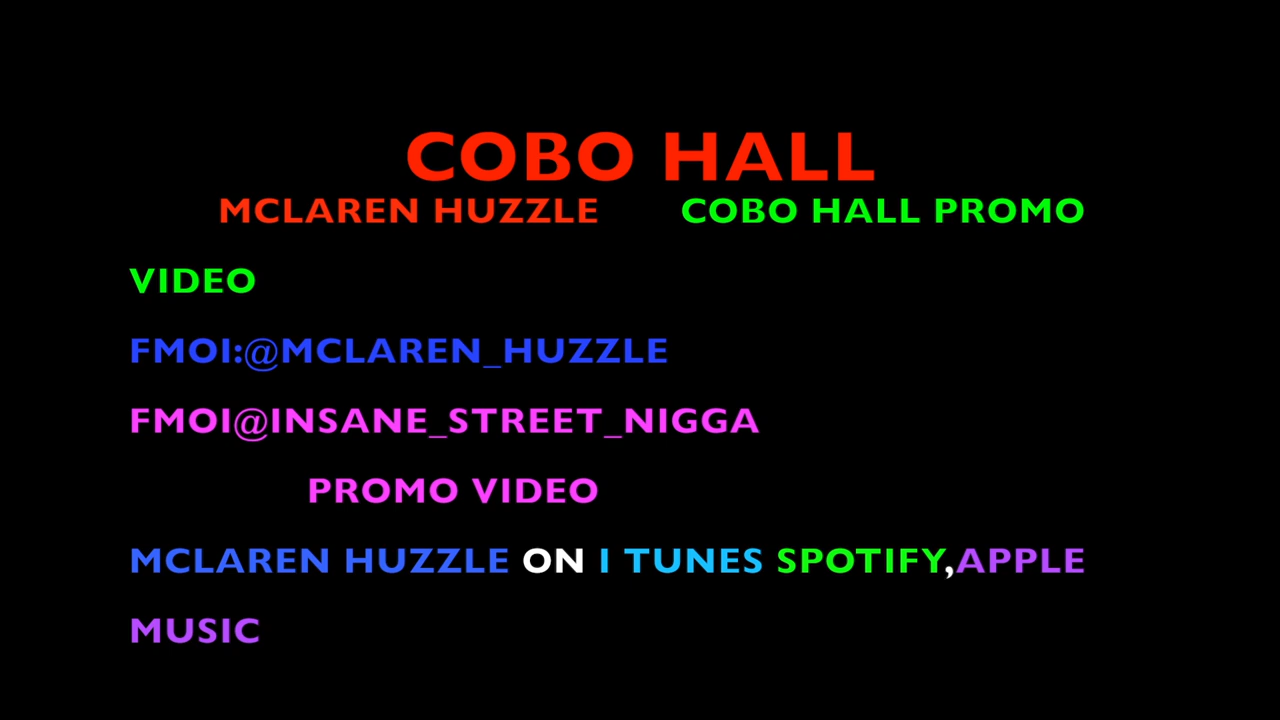 COBO HALL
MCLAREN HUZZLE COBO HALL PROMO
VIDEO
FMOI:@MCLAREN_HUZZLE
FMOI@INSANE_STREET_NIGGA
PROMO VIDEO
MCLAREN HUZZLE ON I TUNES SPOTIFY,APPLE
MUSIC